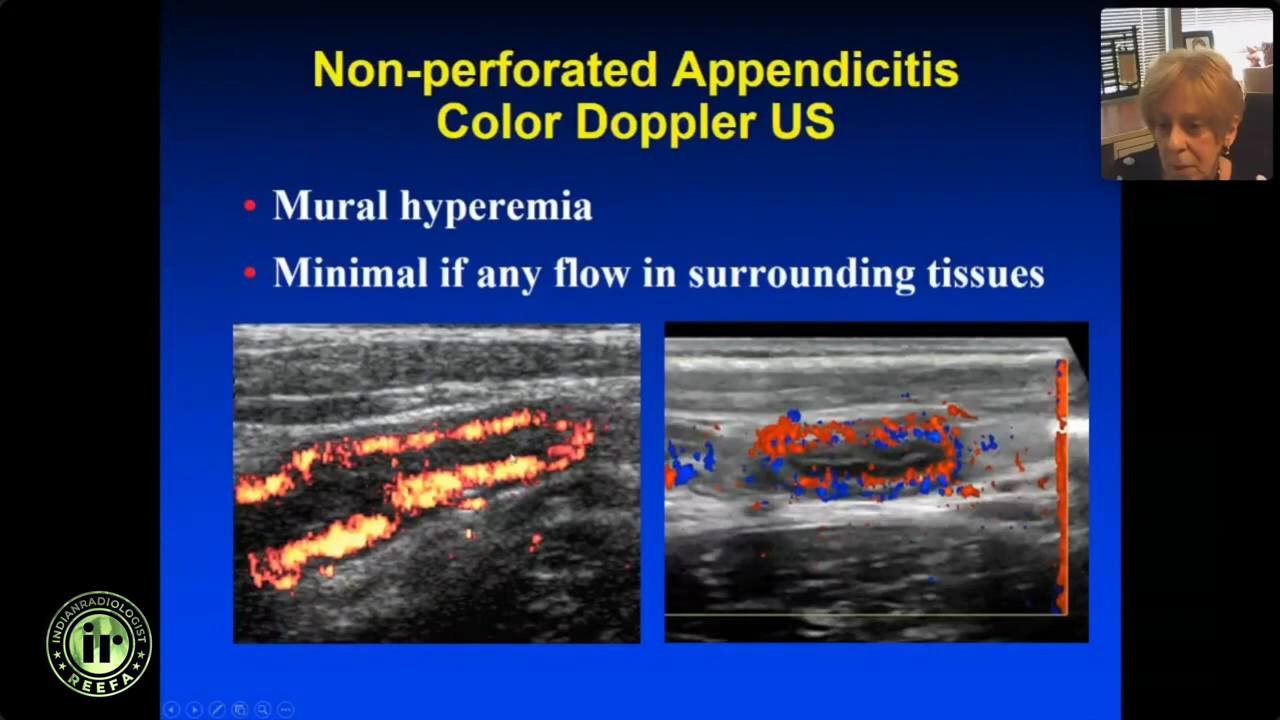 Non-perforated Appendicitis
Color Doppler US
• Mural hyperemia
• Minimal if any flow in surrounding tissues
INDIANRADIOLOGIST
ir
REEFA